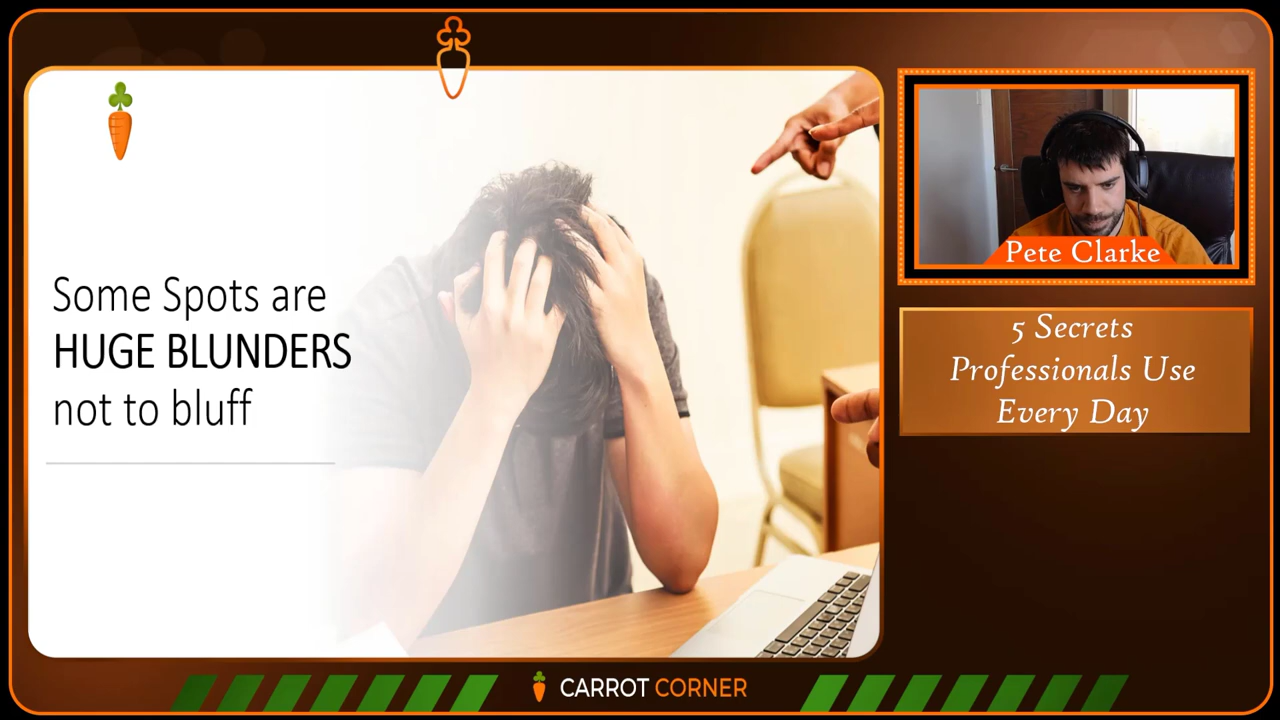 Some Spots are
HUGE BLUNDERS
not to bluff
Pete Clarke
5 Secrets
Professionals Use
Every Day
CARROT CORNER